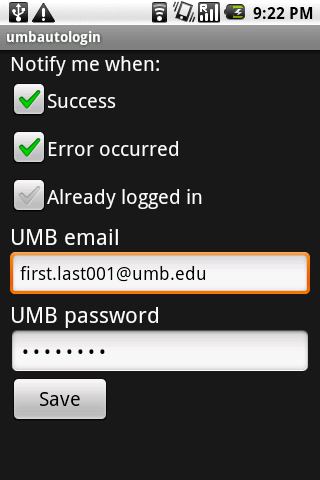 9:22 PM
umbautologin
Notify me when:
Success
Error occurred
Already logged in
UMB email
first.last001@umb.edu
UMB password
••••••••
Save